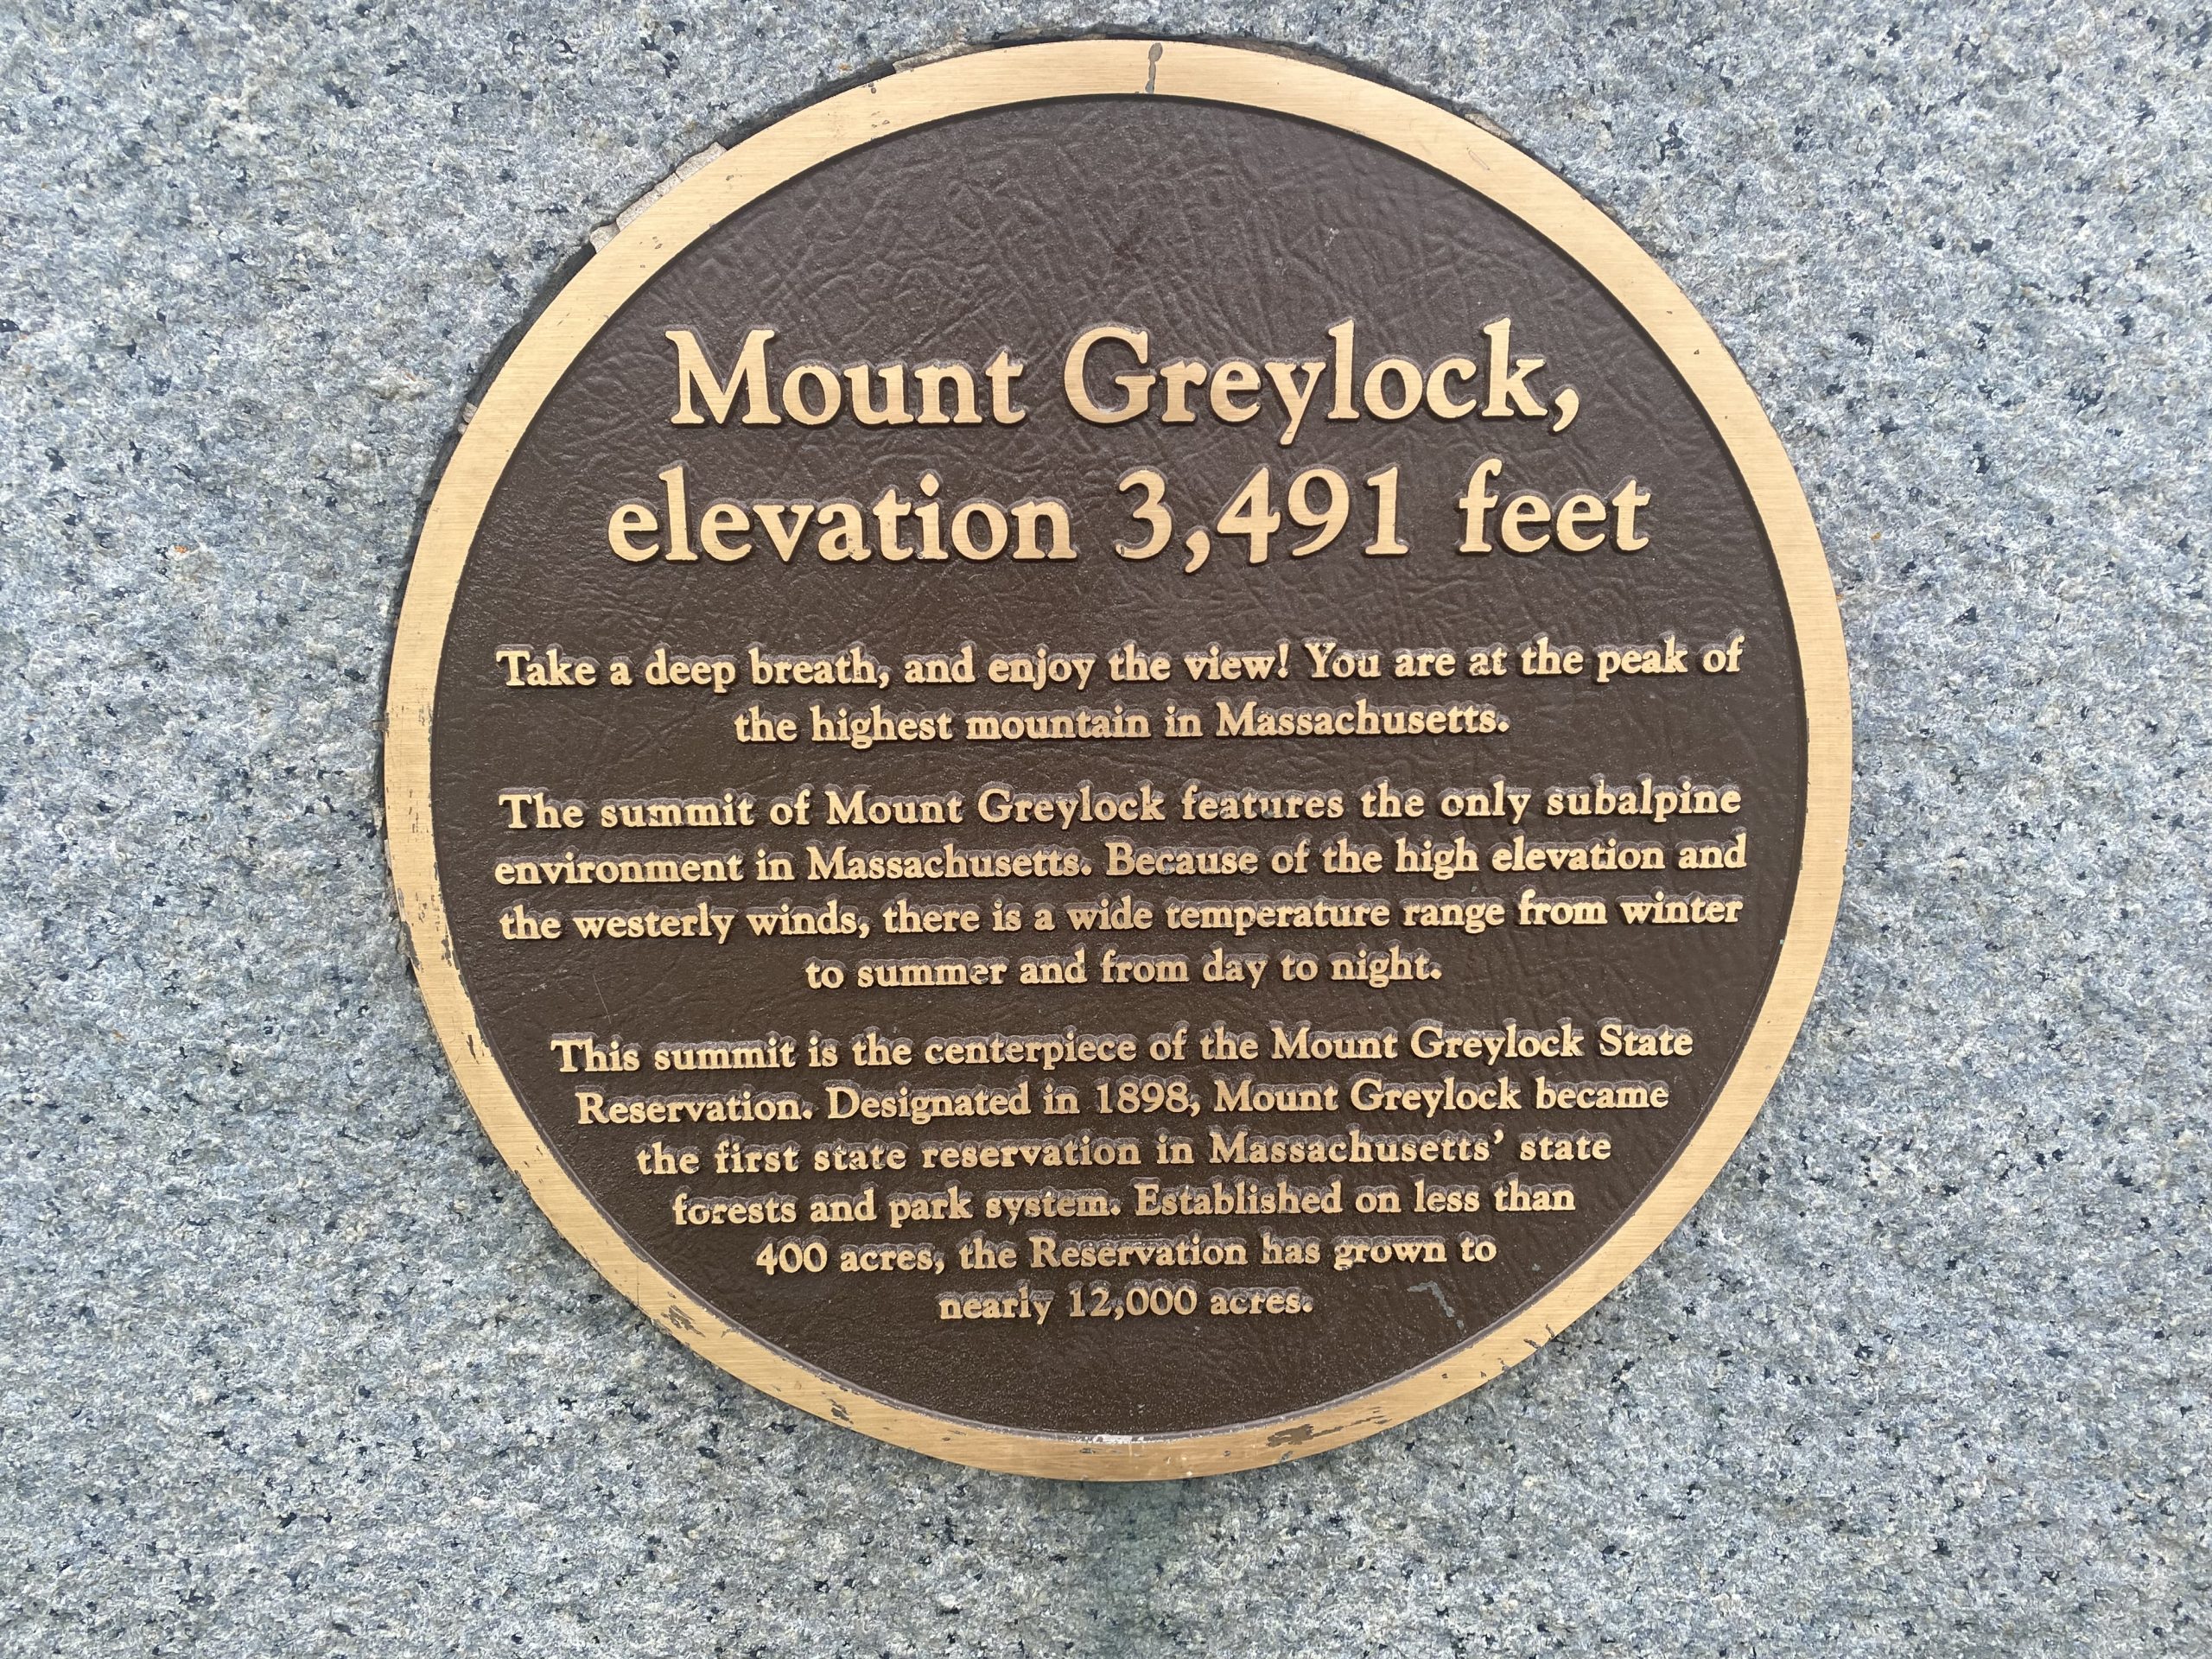 Mount Greylock,
elevation 3,491 feet
Take a deep breath, and enjoy the view! You are at the peak of
the highest mountain in Massachusetts.
The summit of Mount Greylock features the only subalpine
environment in Massachusetts. Because of the high elevation and
the westerly winds, there is a wide temperature range from winter
to summer and from day to night.
This summit is the centerpiece of the Mount Greylock State
Reservation. Designated in 1898, Mount Greylock became
the first state reservation in Massachusetts’ state
forests and park system. Established on less than
400 acres, the Reservation has grown to
nearly 12,000 acres.